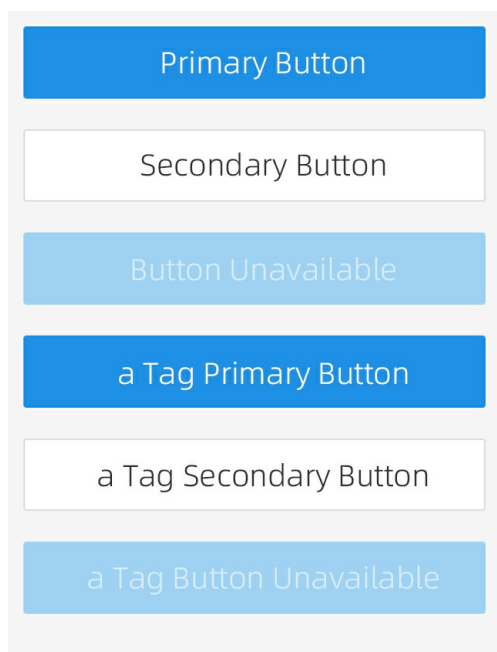 Primary Button
Secondary Button
Button Unavailable
a Tag Primary Button
a Tag Secondary Button
a Tag Button Unavailable